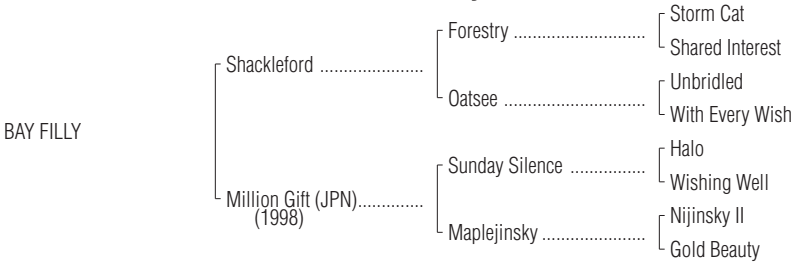 Storm Cat
Forestry ............................
Shared Interest
Shackleford ......................
Unbridled
Oatsee ..............................
With Every Wish
BAY FILLY
Halo
Sunday Silence ................
Wishing Well
Million Gift (JPN)..............
(1998)
Nijinsky II
Maplejinsky ......................
Gold Beauty